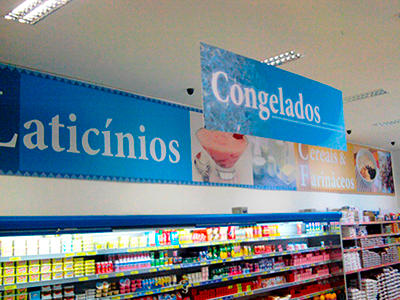 Laticínios
Congelados
Cereais &
Farináceos